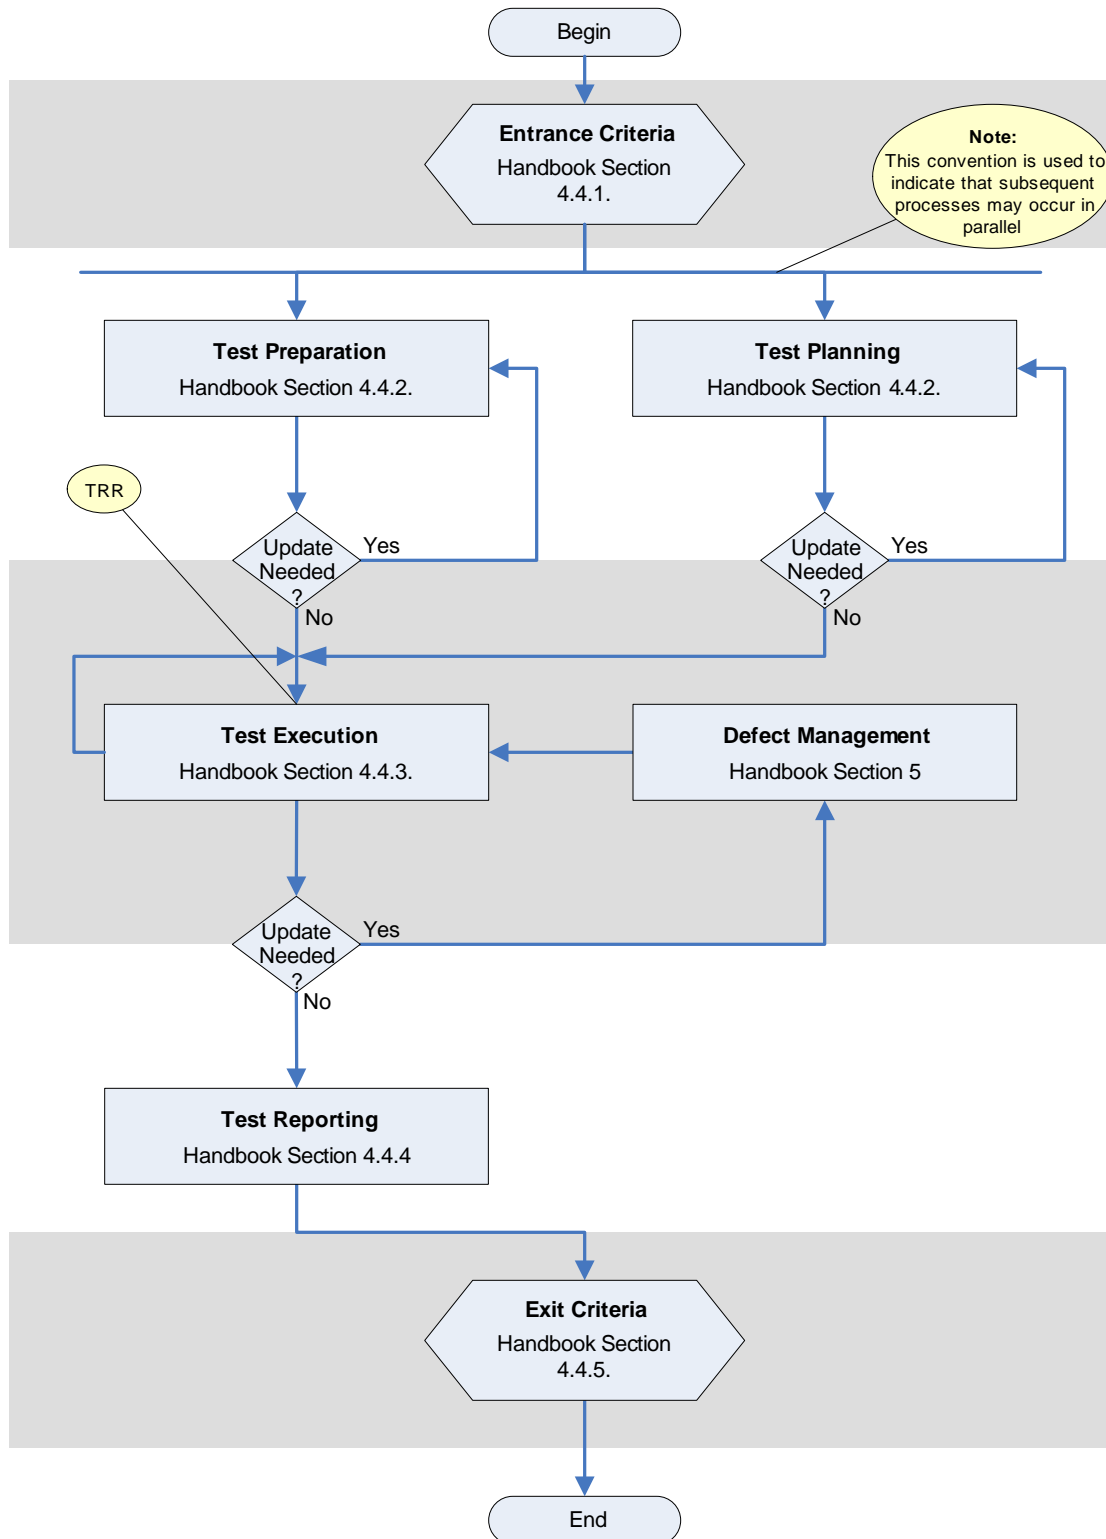 Begin
Entrance Criteria
Handbook Section
4.4.1.
Note:
This convention is used to
indicate that subsequent
processes may occur in
parallel
Test Preparation
Handbook Section 4.4.2.
Test Planning
Handbook Section 4.4.2.
TRR
Update
Needed
?
Yes
No
Update
Needed
?
Yes
No
Test Execution
Handbook Section 4.4.3.
Defect Management
Handbook Section 5
Update
Needed
?
Yes
No
Test Reporting
Handbook Section 4.4.4
Exit Criteria
Handbook Section
4.4.5.
End